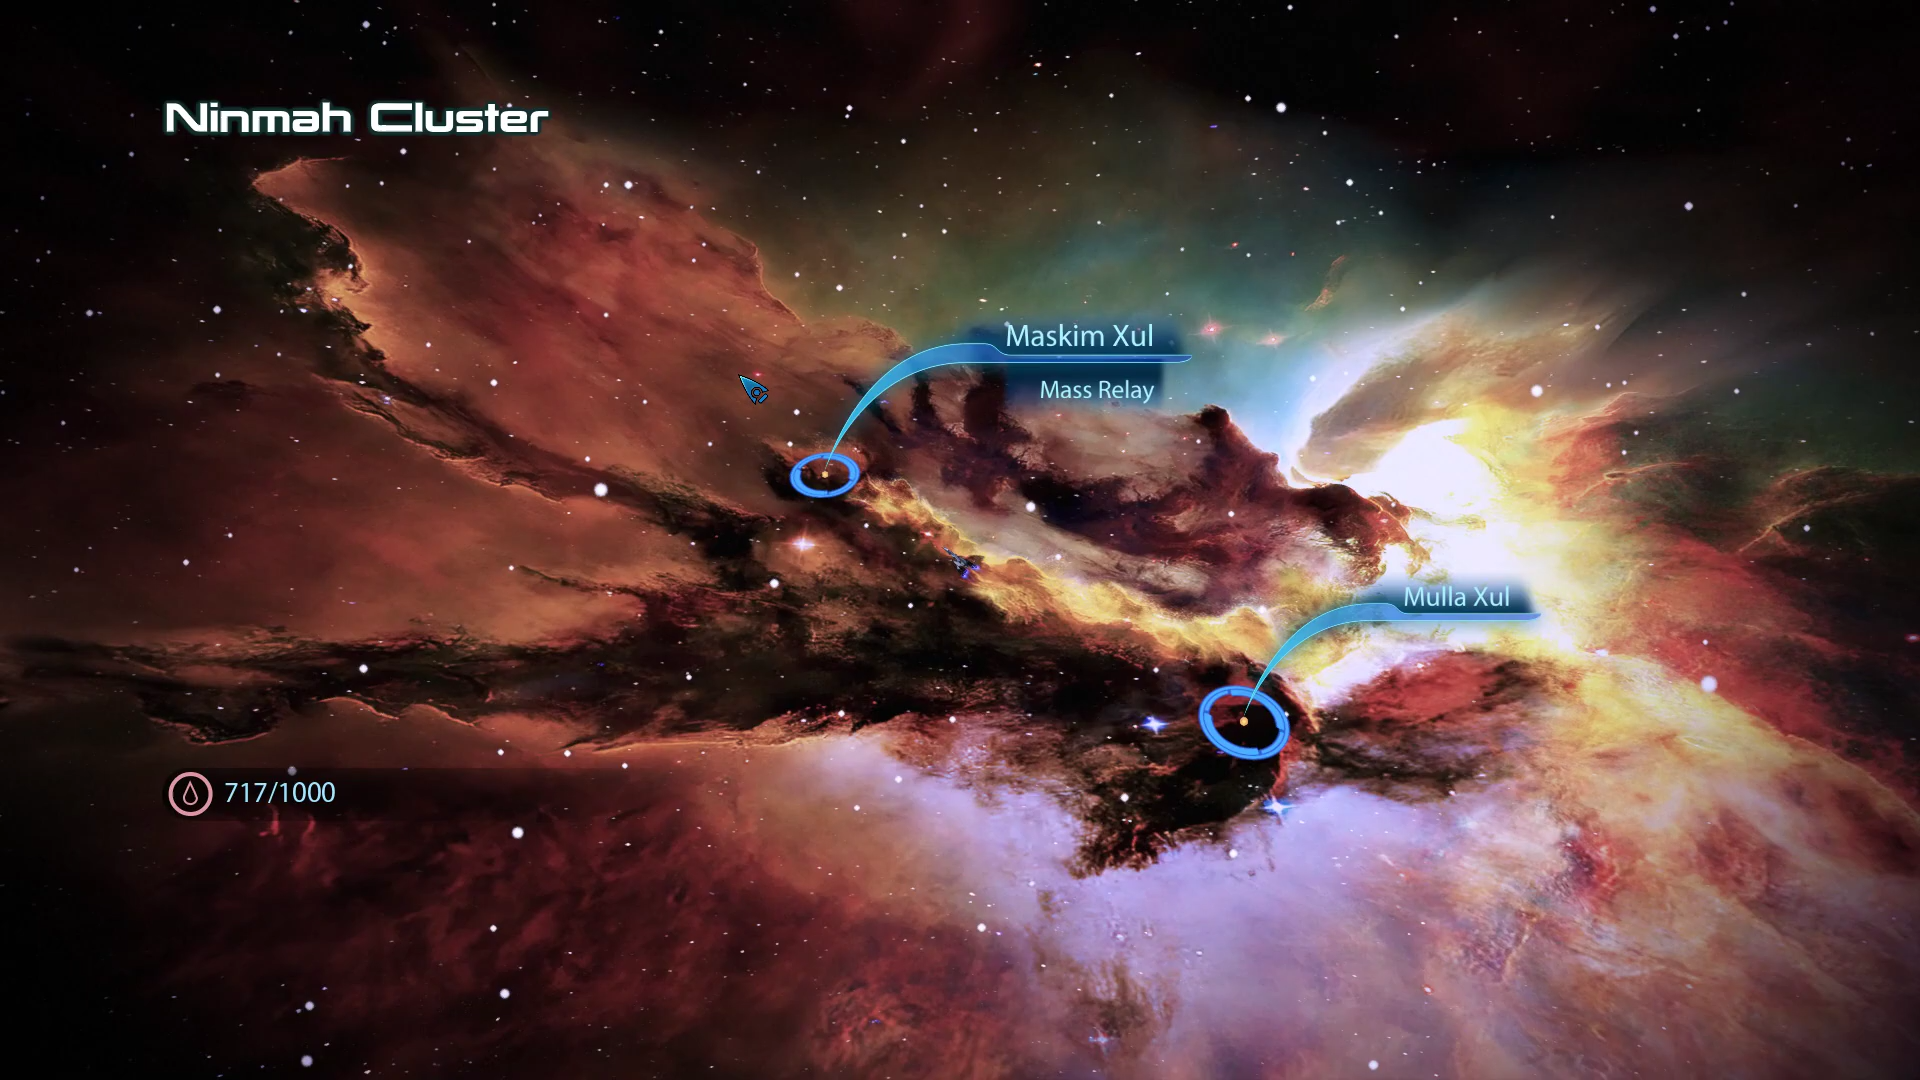 Ninmah Cluster
Maskim Xul
Mass Relay
Mulla Xul
717/1000